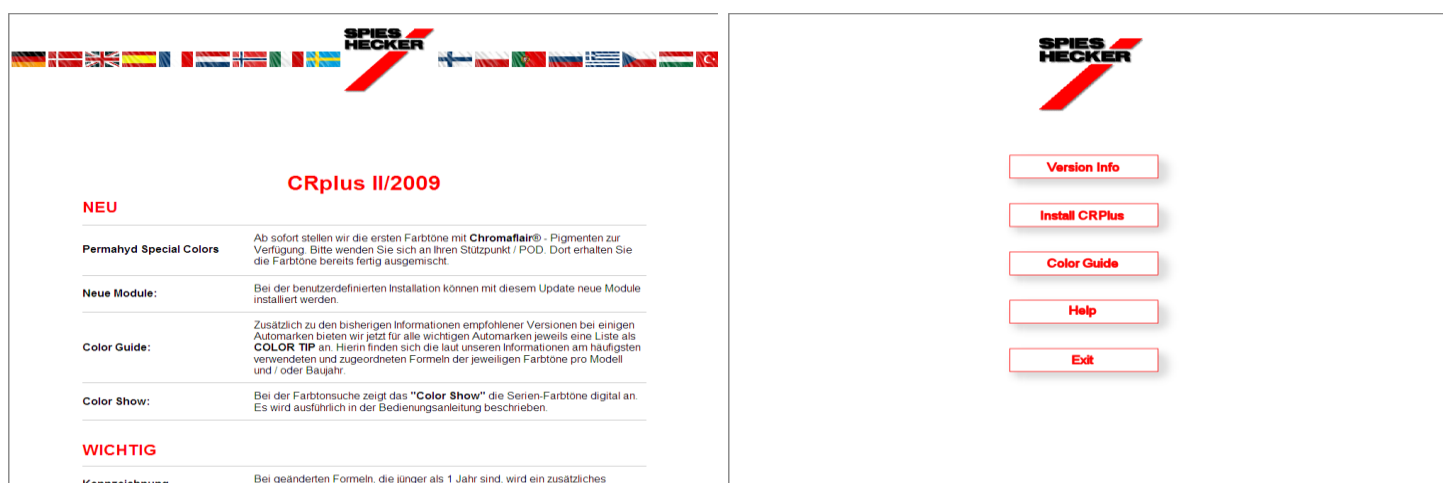 SPIES
HECKER
CRplus II/2009
NEU
Permahyd Special Colors
Ab sofort stellen wir die ersten Farbtöne mit Chromaflair® - Pigmenten zur
Verfügung. Bitte wenden Sie sich an Ihren Stützpunkt / POD. Dort erhalten Sie
die Farbtöne bereits fertig ausgemischt.
Neue Module:
Bei der benutzerdefinierten Installation können mit diesem Update neue Module
installiert werden.
Color Guide:
Zusätzlich zu den bisherigen Informationen empfohlener Versionen bei einigen
Automarken bieten wir jetzt für alle wichtigen Automarken jeweils eine Liste als
COLOR TIP an. Hierin finden sich die laut unseren Informationen am häufigsten
verwendeten und zugeordneten Formeln der jeweiligen Farbtöne pro Modell
und / oder Baujahr.
Color Show:
Bei der Farbtonsuche zeigt das "Color Show" die Serien-Farbtöne digital an.
Es wird ausführlich in der Bedienungsanleitung beschrieben.
WICHTIG
Kennzeichnung
Bei geänderten Formeln, die jünger als 1 Jahr sind, wird ein zusätzliches
SPIES
HECKER
Version Info
Install CRPlus
Color Guide
Help
Exit